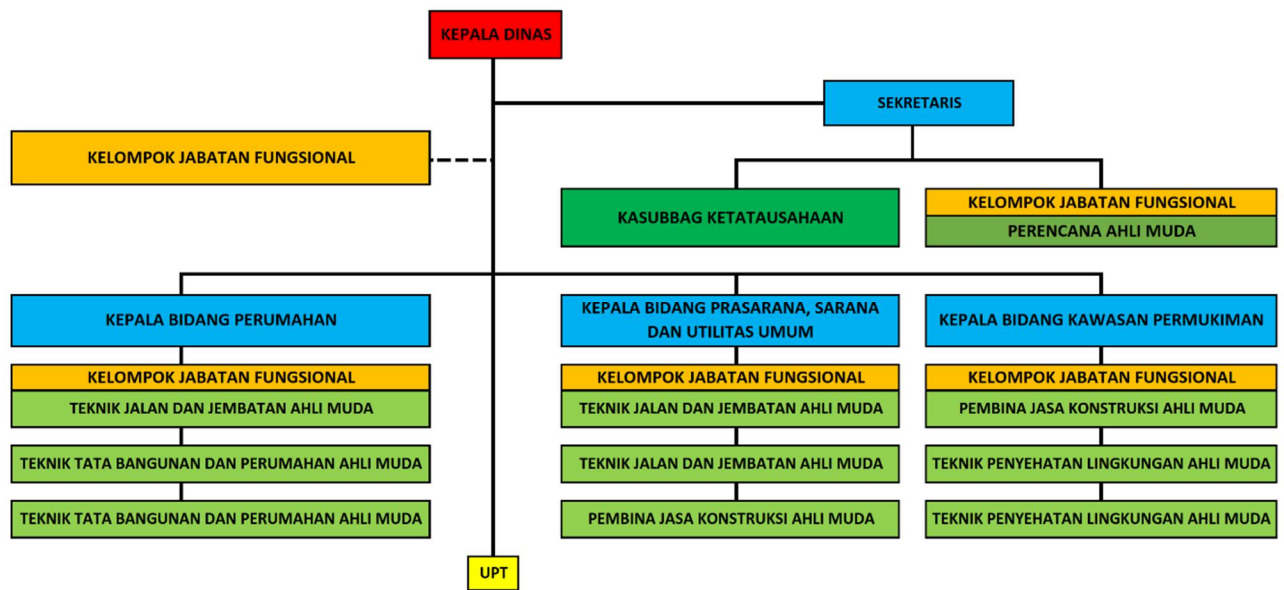 KEPALA DINAS
SEKRETARIS
KELOMPOK JABATAN FUNGSIONAL
KASUBBAG KETATAUSAHAAN
KELOMPOK JABATAN FUNGSIONAL
PERENCANA AHLI MUDA
KEPALA BIDANG PERUMAHAN
KELOMPOK JABATAN FUNGSIONAL
TEKNIK JALAN DAN JEMBATAN AHLI MUDA
TEKNIK TATA BANGUNAN DAN PERUMAHAN AHLI MUDA
TEKNIK TATA BANGUNAN DAN PERUMAHAN AHLI MUDA
KEPALA BIDANG PRASARANA, SARANA
DAN UTILITAS UMUM
KELOMPOK JABATAN FUNGSIONAL
TEKNIK JALAN DAN JEMBATAN AHLI MUDA
TEKNIK JALAN DAN JEMBATAN AHLI MUDA
PEMBINA JASA KONSTRUKSI AHLI MUDA
KEPALA BIDANG KAWASAN PERMUKIMAN
KELOMPOK JABATAN FUNGSIONAL
PEMBINA JASA KONSTRUKSI AHLI MUDA
TEKNIK PENYEHATAN LINGKUNGAN AHLI MUDA
TEKNIK PENYEHATAN LINGKUNGAN AHLI MUDA
UPT